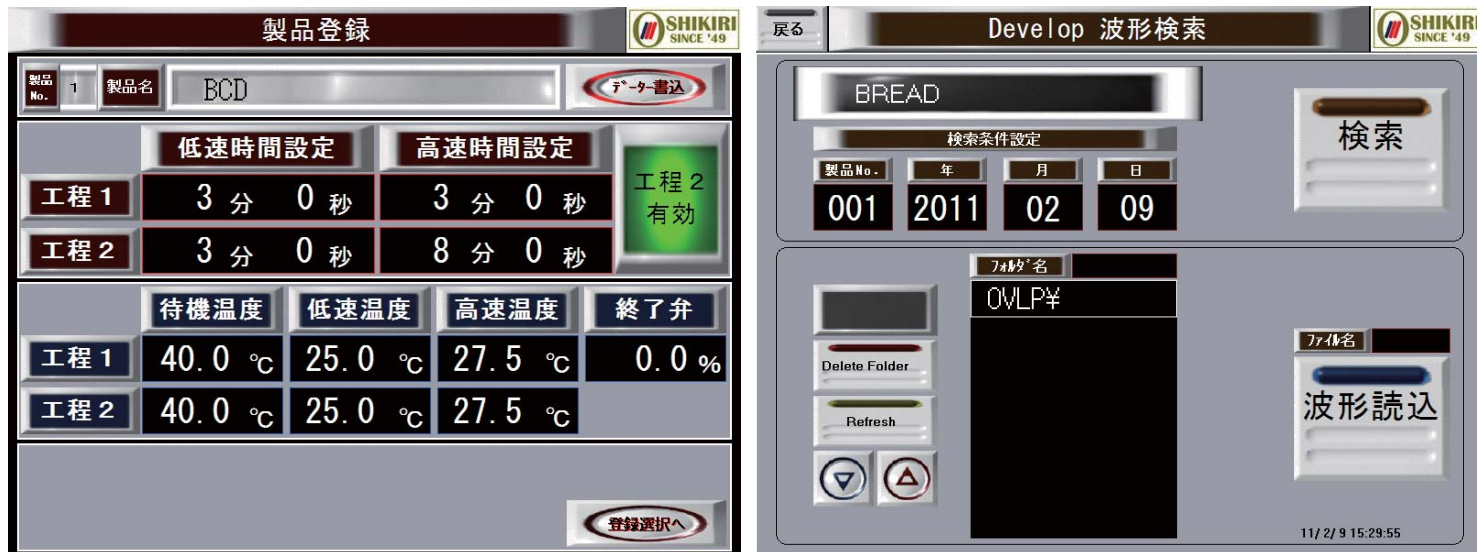 製品登録
SHIKIRI
SINCE '49
製品No. 1 製品名 BCD データー書込
低速時間設定 高速時間設定
工程1 3分 0秒 3分 0秒 工程2有効
工程2 3分 0秒 8分 0秒
待機温度 低速温度 高速温度 終了弁
工程1 40.0 ℃ 25.0 ℃ 27.5 ℃ 0.0 %
工程2 40.0 ℃ 25.0 ℃ 27.5 ℃
登録選択へ
戻る Develop 波形検索
SHIKIRI
SINCE '49
BREAD
検索条件設定
製品No. 年 月 日
001 2011 02 09
検索
フォルダ名
OVLP¥
Delete Folder
Refresh
ファイル名
波形読込
11/ 2/ 9 15:29:55